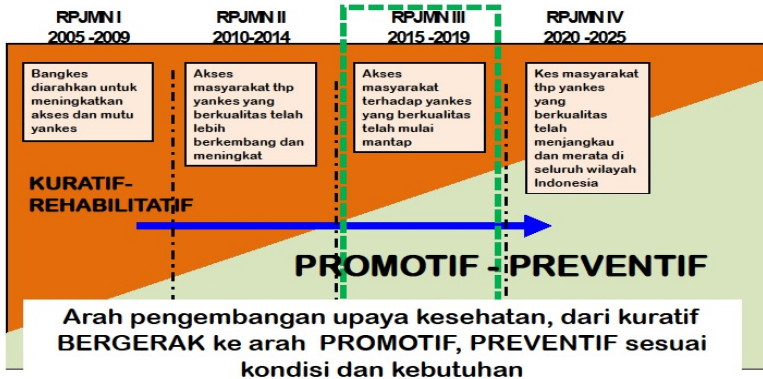 RPJMN I
2005 -2009
RPJMN II
2010-2014
RPJMN III
2015 -2019
RPJMN IV
2020 -2025
Bangkes
diarahkan untuk
meningkatkan
akses dan mutu
yankes
Akses
masyarakat thp
yankes yang
berkualitas telah
lebih
berkembang dan
meningkat
Akses
masyarakat
terhadap yankes
yang berkualitas
telah mulai
mantap
Kes masyarakat
thp yankes
yang
berkualitas
telah
menjangkau
dan merata di
seluruh wilayah
Indonesia
KURATIF-
REHABILITATIF
PROMOTIF - PREVENTIF
Arah pengembangan upaya kesehatan, dari kuratif
BERGERAK ke arah PROMOTIF, PREVENTIF sesuai
kondisi dan kebutuhan